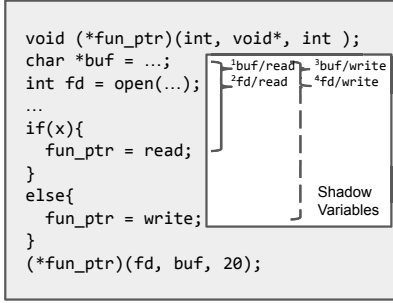 void (*fun_ptr)(int, void*, int );
char *buf = …;
int fd = open(…);
…
if(x){
fun_ptr = read;
}
else{
fun_ptr = write;
}
(*fun_ptr)(fd, buf, 20);
1buf/read 3buf/write
2fd/read 4fd/write
Shadow
Variables